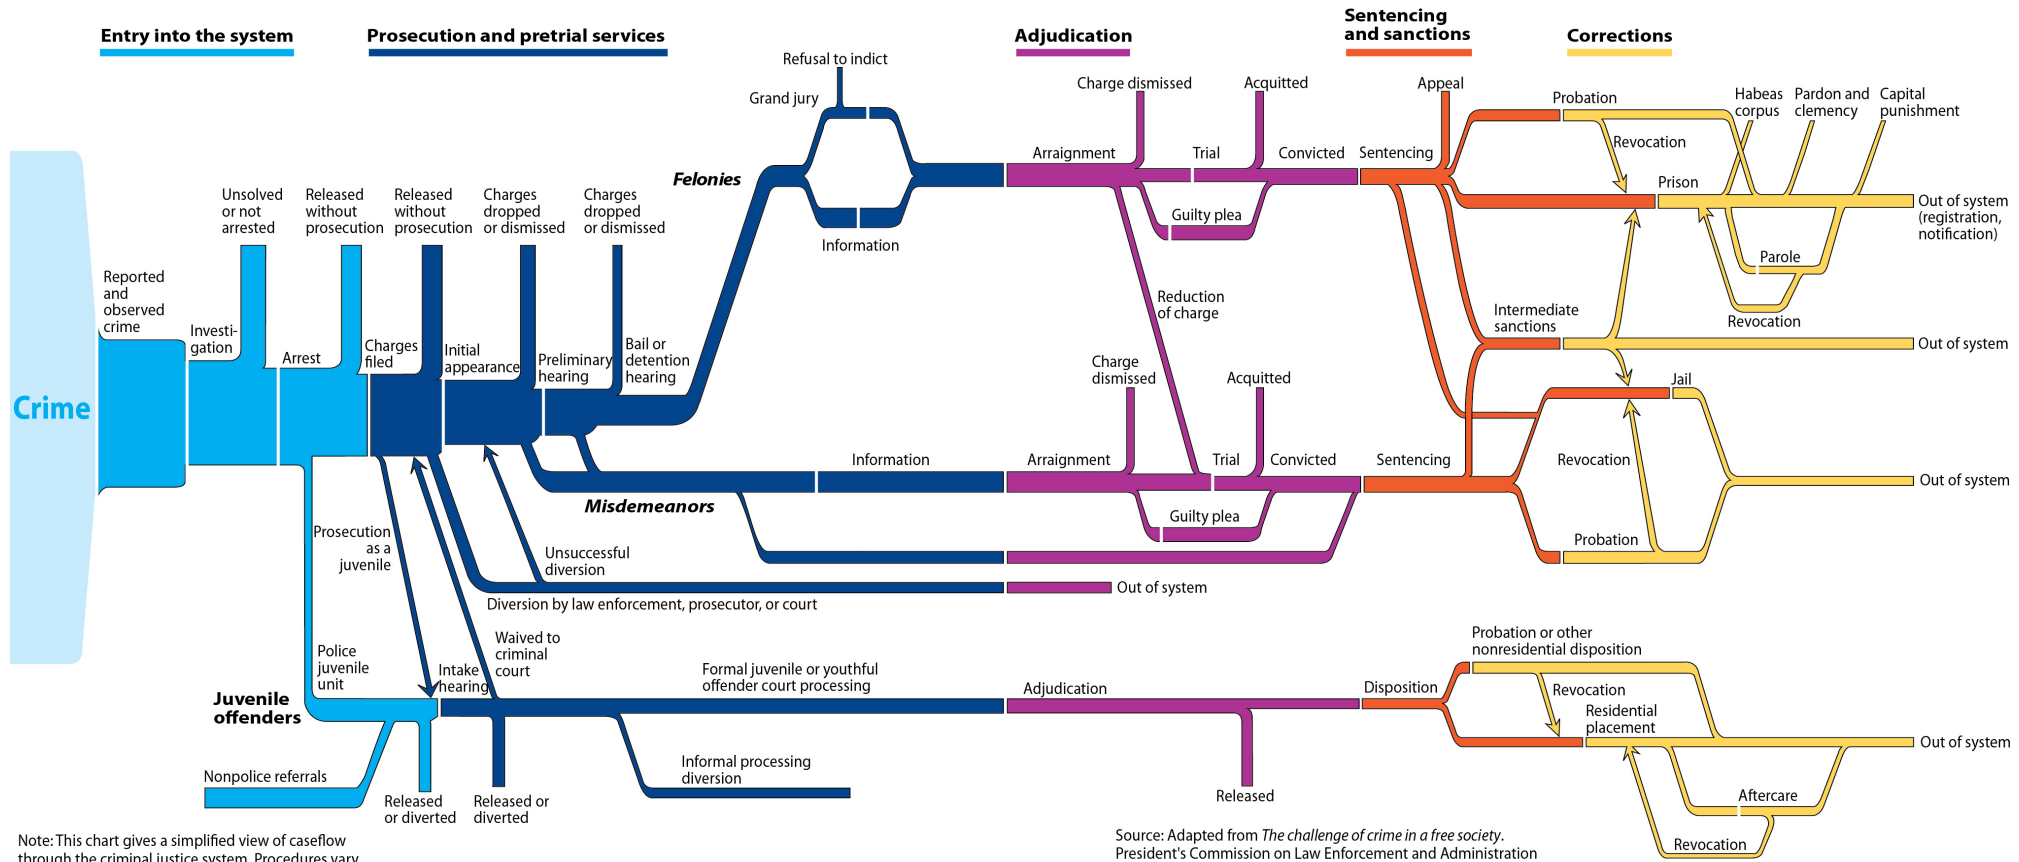 Entry into the system
Prosecution and pretrial services
Adjudication
Sentencing
and sanctions
Corrections
Crime
Reported
and
observed
crime
Investi-
gation
Unsolved
or not
arrested
Arrest
Released
without
prosecution
Charges
filed
Released
without
prosecution
Initial
appearance
Charges
dropped
or dismissed
Preliminary
hearing
Charges
dropped
or dismissed
Bail or
detention
hearing
Felonies
Grand jury
Refusal to indict
Information
Arraignment
Charge dismissed
Trial
Acquitted
Convicted
Guilty plea
Reduction
of charge
Sentencing
Appeal
Probation
Revocation
Prison
Habeas
corpus
Pardon and
clemency
Capital
punishment
Out of system
(registration,
notification)
Parole
Revocation
Intermediate
sanctions
Out of system
Misdemeanors
Information
Arraignment
Charge
dismissed
Trial
Acquitted
Convicted
Guilty plea
Sentencing
Jail
Revocation
Probation
Out of system
Unsuccessful
diversion
Diversion by law enforcement, prosecutor, or court
Out of system
Prosecution
as a
juvenile
Waived to
criminal
court
Police
juvenile
unit
Juvenile
offenders
Nonpolice referrals
Released
or diverted
Intake
hearing
Released or
diverted
Formal juvenile or youthful
offender court processing
Informal processing
diversion
Adjudication
Released
Disposition
Probation or other
nonresidential disposition
Revocation
Residential
placement
Out of system
Aftercare
Revocation
Note: This chart gives a simplified view of caseflow
through the criminal justice system. Procedures vary
Source: Adapted from The challenge of crime in a free society.
President's Commission on Law Enforcement and Administration